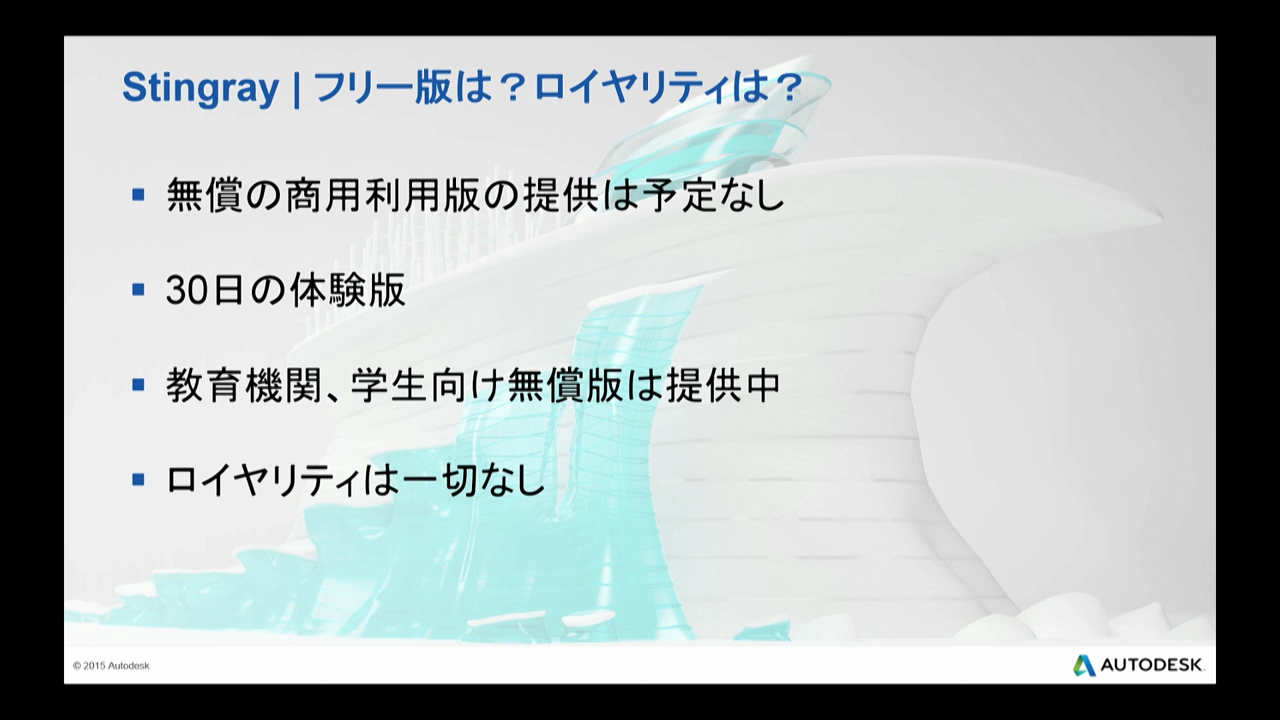 Stingray | フリー版は？ロイヤリティは？
無償の商用利用版の提供は予定なし
30日の体験版
教育機関、学生向け無償版は提供中
ロイヤリティは一切なし
© 2015 Autodesk
AUTODESK.